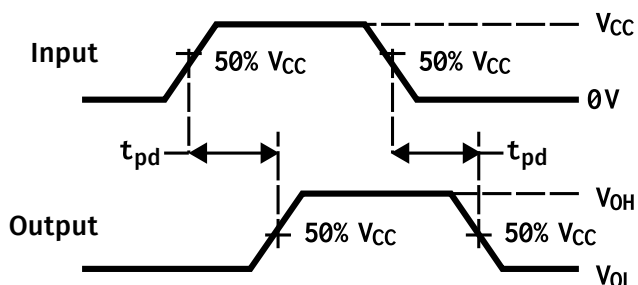 VCC
Input
50% VCC
50% VCC
0V
tpd
tpd
VOH
Output
50% VCC
50% VCC
VOL